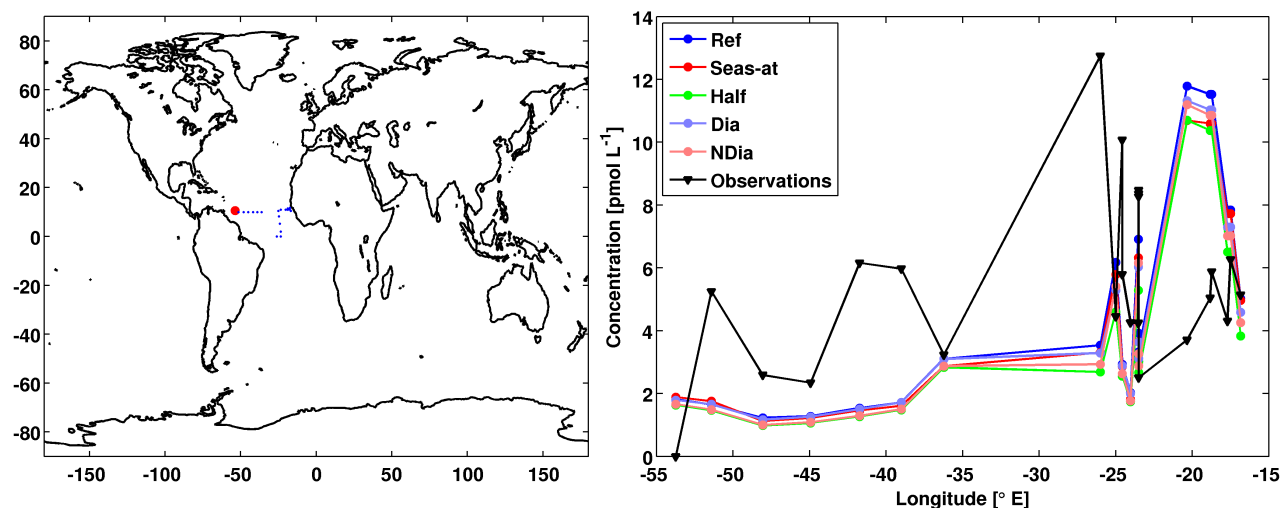 80
60
40
20
0
-20
-40
-60
-80
-150 -100 -50 0 50 100 150
14
12
10
8
6
4
2
0
Concentration [pmol L⁻¹]
Ref
Seas-at
Half
Dia
NDia
Observations
-55 -50 -45 -40 -35 -30 -25 -20 -15
Longitude [° E]